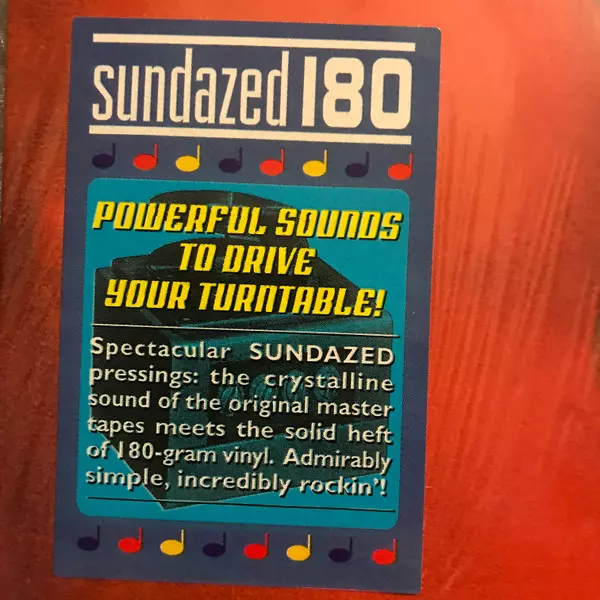 sundazed 180
POWERFUL SOUNDS
TO DRIVE
YOUR TURNTABLE!
Spectacular SUNDAZED
pressings: the crystalline
sound of the original master
tapes meets the solid heft
of 180-gram vinyl. Admirably
simple, incredibly rockin'!